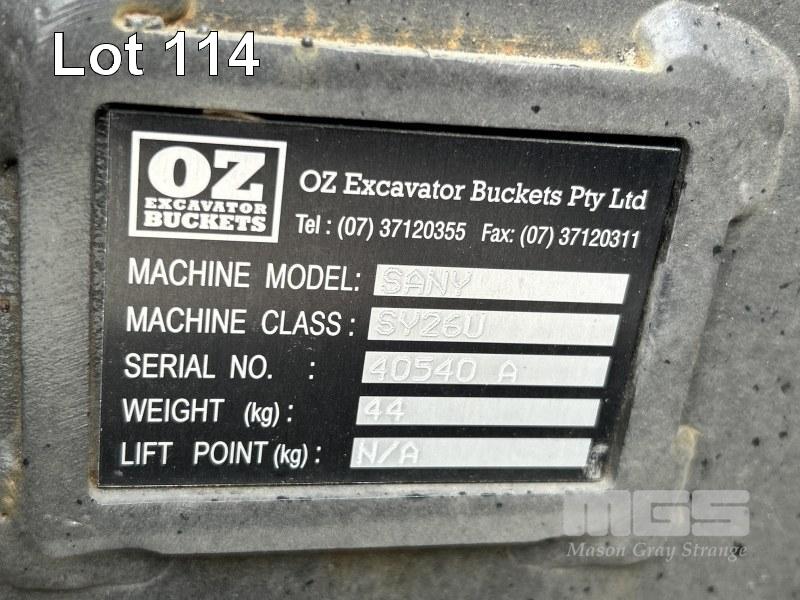 Lot 114
OZ
EXCAVATOR
BUCKETS
OZ Excavator Buckets Pty Ltd
Tel : (07) 37120355 Fax: (07) 37120311
MACHINE MODEL: SANY
MACHINE CLASS : SY26U
SERIAL NO. : 40540 A
WEIGHT (kg) : 44
LIFT POINT (kg) : N/A
MGS
Mason Gray Strange